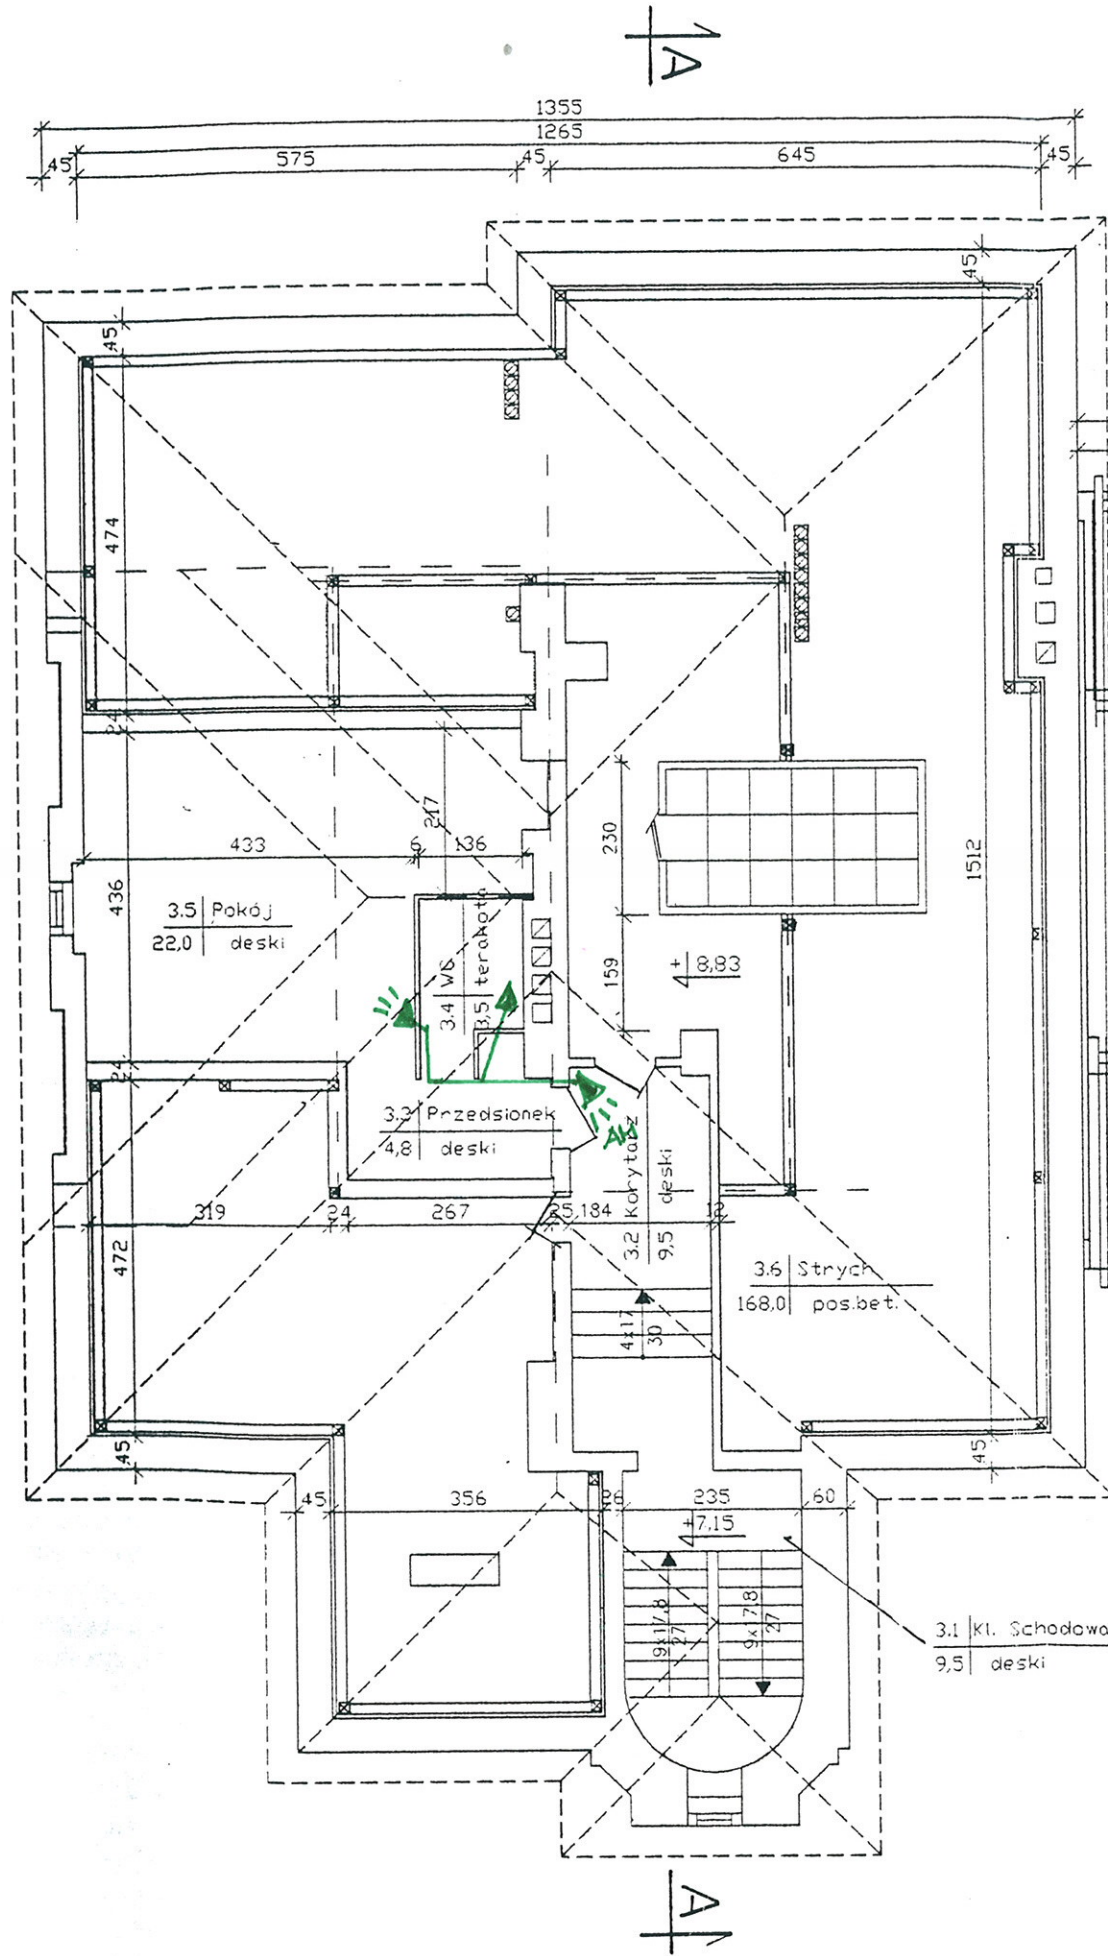 A
1355
1265
45 575 45 645 45
45
45
474
24
217
230
1512
433 6 136
436
3.5 Pokój
22,0 deski
3.4 WC
3,5 terakota
159
+8,83
24
3.3 Przedsionek
4,8 deski
AM
3.2 Korytarz
9,5 deski
319 24 267 25 184 12
472
3.6 Strych
168,0 pos.bet.
4x17
30
45
45
45 356 26 235 60
+7,15
9x17,8
27
9x17,8
27
3.1 Kl. Schodowa
9,5 deski
A